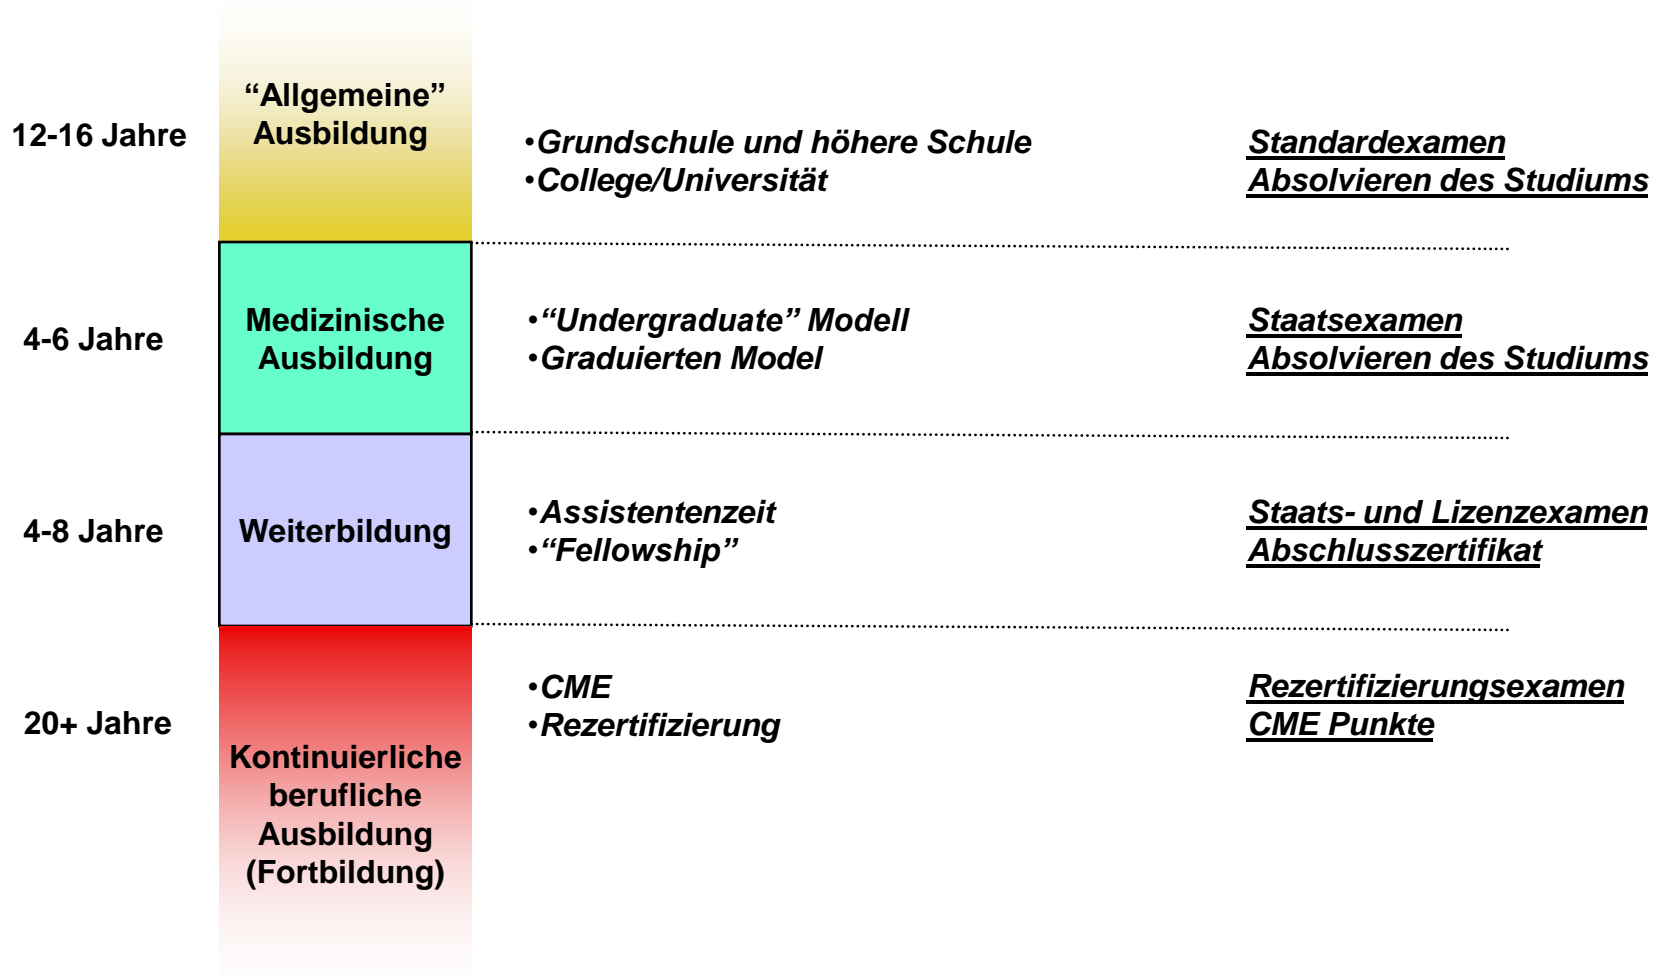 12-16 Jahre
“Allgemeine”
Ausbildung
•Grundschule und höhere Schule
•College/Universität
Standardexamen
Absolvieren des Studiums
4-6 Jahre
Medizinische
Ausbildung
•“Undergraduate” Modell
•Graduierten Model
Staatsexamen
Absolvieren des Studiums
4-8 Jahre
Weiterbildung
•Assistentenzeit
•“Fellowship”
Staats- und Lizenzexamen
Abschlusszertifikat
20+ Jahre
Kontinuierliche
berufliche
Ausbildung
(Fortbildung)
•CME
•Rezertifizierung
Rezertifizierungsexamen
CME Punkte